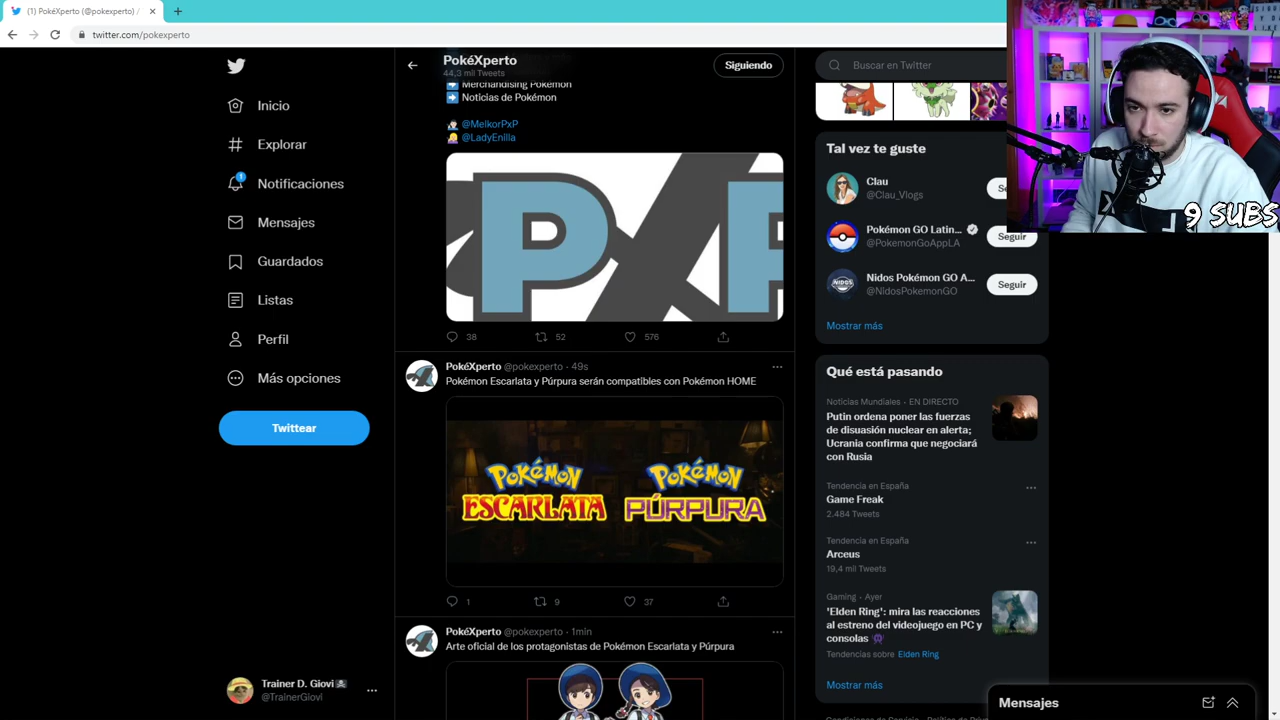 (1) PokéXperto (@pokexperto) /
twitter.com/pokexperto
PokéXperto
44,3 mil Tweets
Siguiendo
Buscar en Twitter
Inicio
Explorar
1
Notificaciones
Mensajes
Guardados
Listas
Perfil
Más opciones
Twittear
Trainer D. Giovi
@TrainerGiovi
Merchandising Pokémon
Noticias de Pokémon
@MelkorPxP
@LadyEnilla
P
38 52 576
PokéXperto @pokexperto · 49s
Pokémon Escarlata y Púrpura serán compatibles con Pokémon HOME
POKéMON POKéMON
ESCARLATA PÚRPURA
1 9 37
PokéXperto @pokexperto · 1min
Arte oficial de los protagonistas de Pokémon Escarlata y Púrpura
Tal vez te guste
Clau
@Clau_Vlogs
Pokémon GO Latin...
@PokemonGoAppLA
Seguir
NIDOS
Nidos Pokémon GO A...
@NidosPokemonGO
Seguir
Mostrar más
Qué está pasando
Noticias Mundiales · EN DIRECTO
Putin ordena poner las fuerzas
de disuasión nuclear en alerta;
Ucrania confirma que negociará
con Rusia
Tendencia en España
Game Freak
2.484 Tweets
Tendencia en España
Arceus
19,4 mil Tweets
Gaming · Ayer
'Elden Ring': mira las reacciones
al estreno del videojuego en PC y
consolas
Tendencias sobre Elden Ring
Mostrar más
Mensajes
9 SUBS